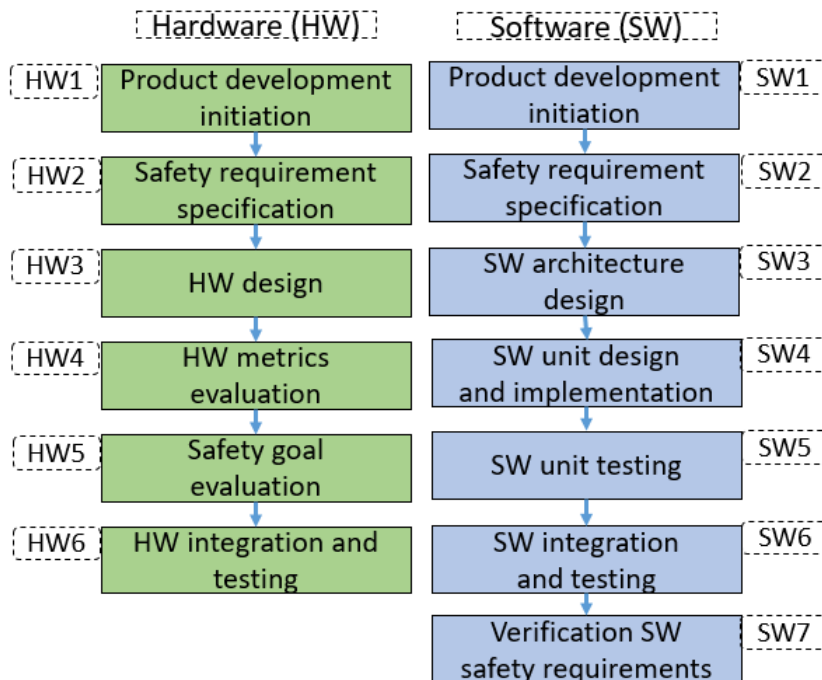 Hardware (HW)
Software (SW)
HW1
Product development
initiation
HW2
Safety requirement
specification
HW3
HW design
HW4
HW metrics
evaluation
HW5
Safety goal
evaluation
HW6
HW integration and
testing
Product development
initiation
SW1
Safety requirement
specification
SW2
SW architecture
design
SW3
SW unit design
and implementation
SW4
SW unit testing
SW5
SW integration
and testing
SW6
Verification SW
safety requirements
SW7